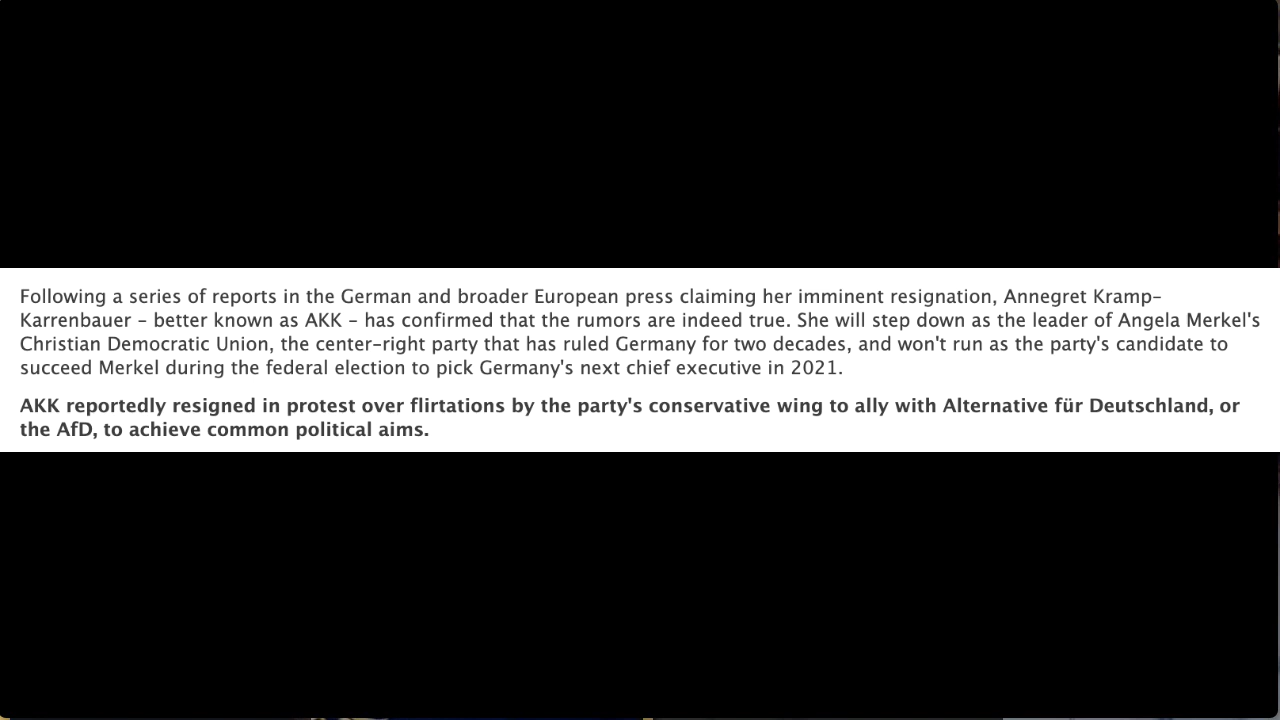 Following a series of reports in the German and broader European press claiming her imminent resignation, Annegret Kramp-
Karrenbauer – better known as AKK – has confirmed that the rumors are indeed true. She will step down as the leader of Angela Merkel's
Christian Democratic Union, the center-right party that has ruled Germany for two decades, and won't run as the party's candidate to
succeed Merkel during the federal election to pick Germany's next chief executive in 2021.
AKK reportedly resigned in protest over flirtations by the party's conservative wing to ally with Alternative für Deutschland, or
the AfD, to achieve common political aims.